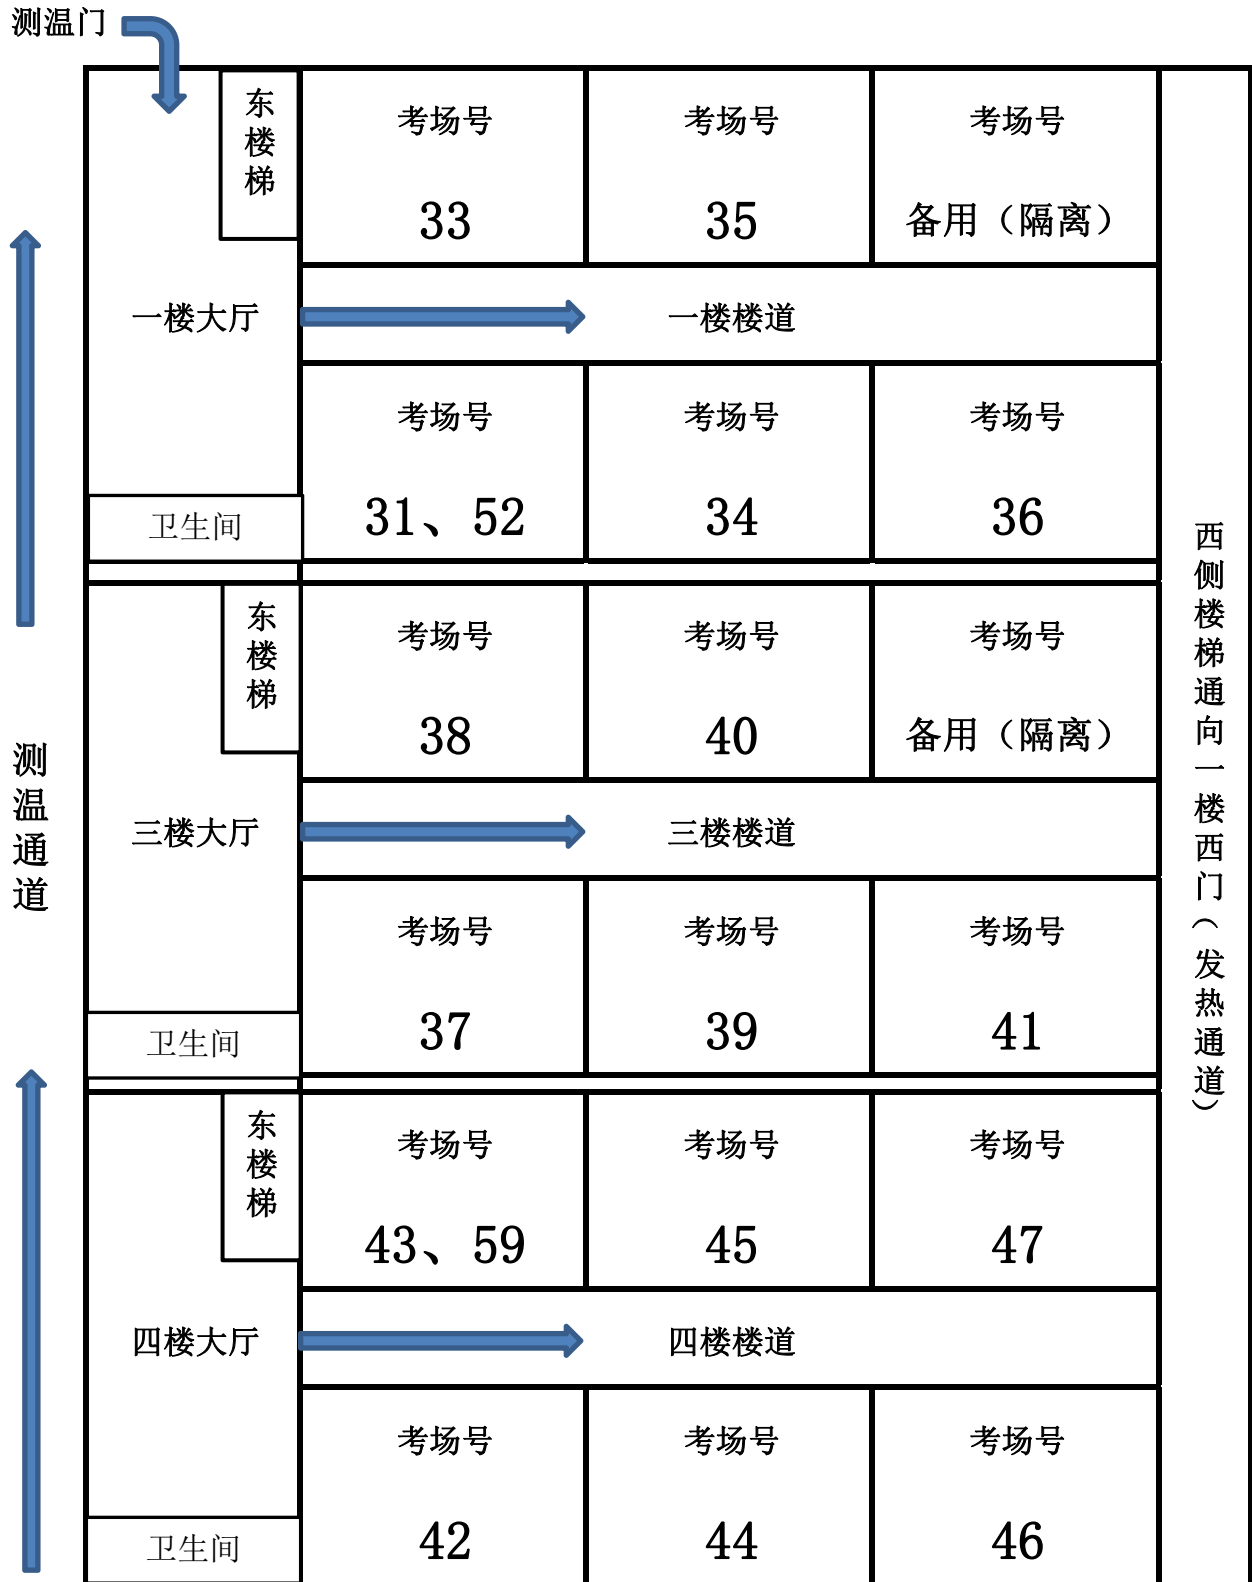 测温门
东楼梯
考场号
33
考场号
35
考场号
备用（隔离）
一楼大厅
一楼楼道
考场号
31、52
考场号
34
考场号
36
卫生间
东楼梯
考场号
38
考场号
40
考场号
备用（隔离）
三楼大厅
三楼楼道
考场号
37
考场号
39
考场号
41
卫生间
东楼梯
考场号
43、59
考场号
45
考场号
47
四楼大厅
四楼楼道
考场号
42
考场号
44
考场号
46
卫生间
测温通道
西侧楼梯通向一楼西门（发热通道）